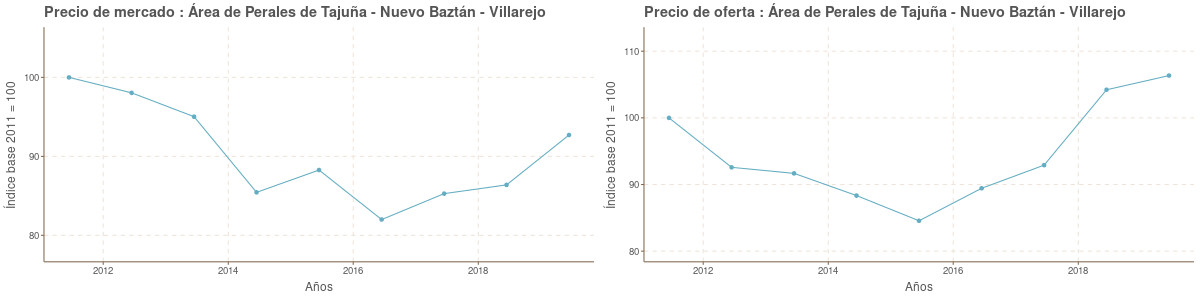 Precio de mercado : Área de Perales de Tajuña - Nuevo Baztán - Villarejo
Índice base 2011 = 100
100
90
80
2012
2014
2016
2018
Años
Precio de oferta : Área de Perales de Tajuña - Nuevo Baztán - Villarejo
Índice base 2011 = 100
110
100
90
80
2012
2014
2016
2018
Años